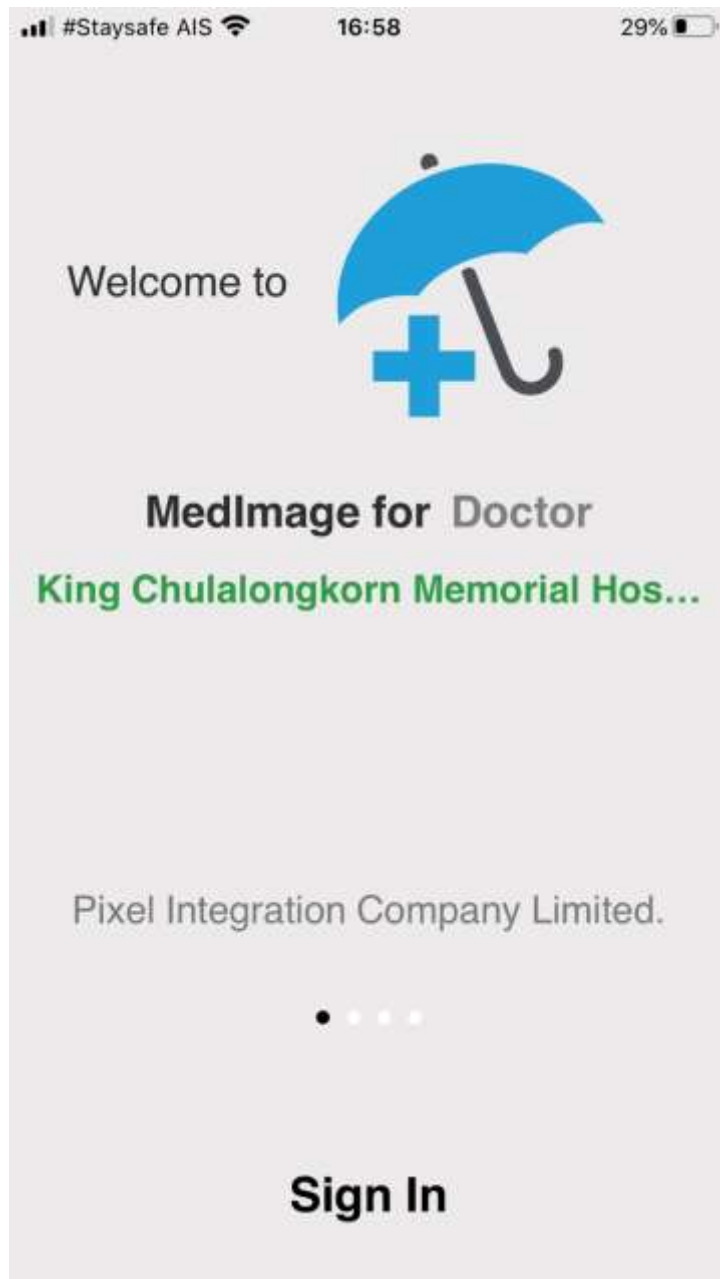 #Staysafe AIS 16:58 29%
Welcome to
MedImage for Doctor
King Chulalongkorn Memorial Hos...
Pixel Integration Company Limited.
Sign In